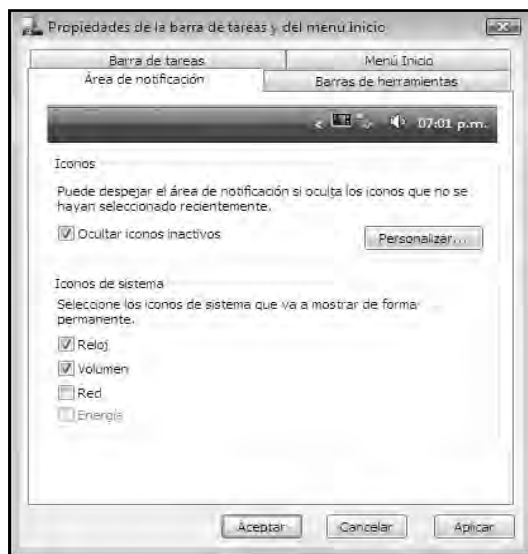 Propiedades de la barra de tareas y del menú Inicio
Barra de tareas
Menú Inicio
Área de notificación
Barras de herramientas
< 07:01 p.m.
Iconos
Puede despejar el área de notificación si oculta los iconos que no se
hayan seleccionado recientemente.
Ocultar iconos inactivos
Personalizar...
Iconos de sistema
Seleccione los iconos de sistema que va a mostrar de forma
permanente.
Reloj
Volumen
Red
Energía
Aceptar
Cancelar
Aplicar